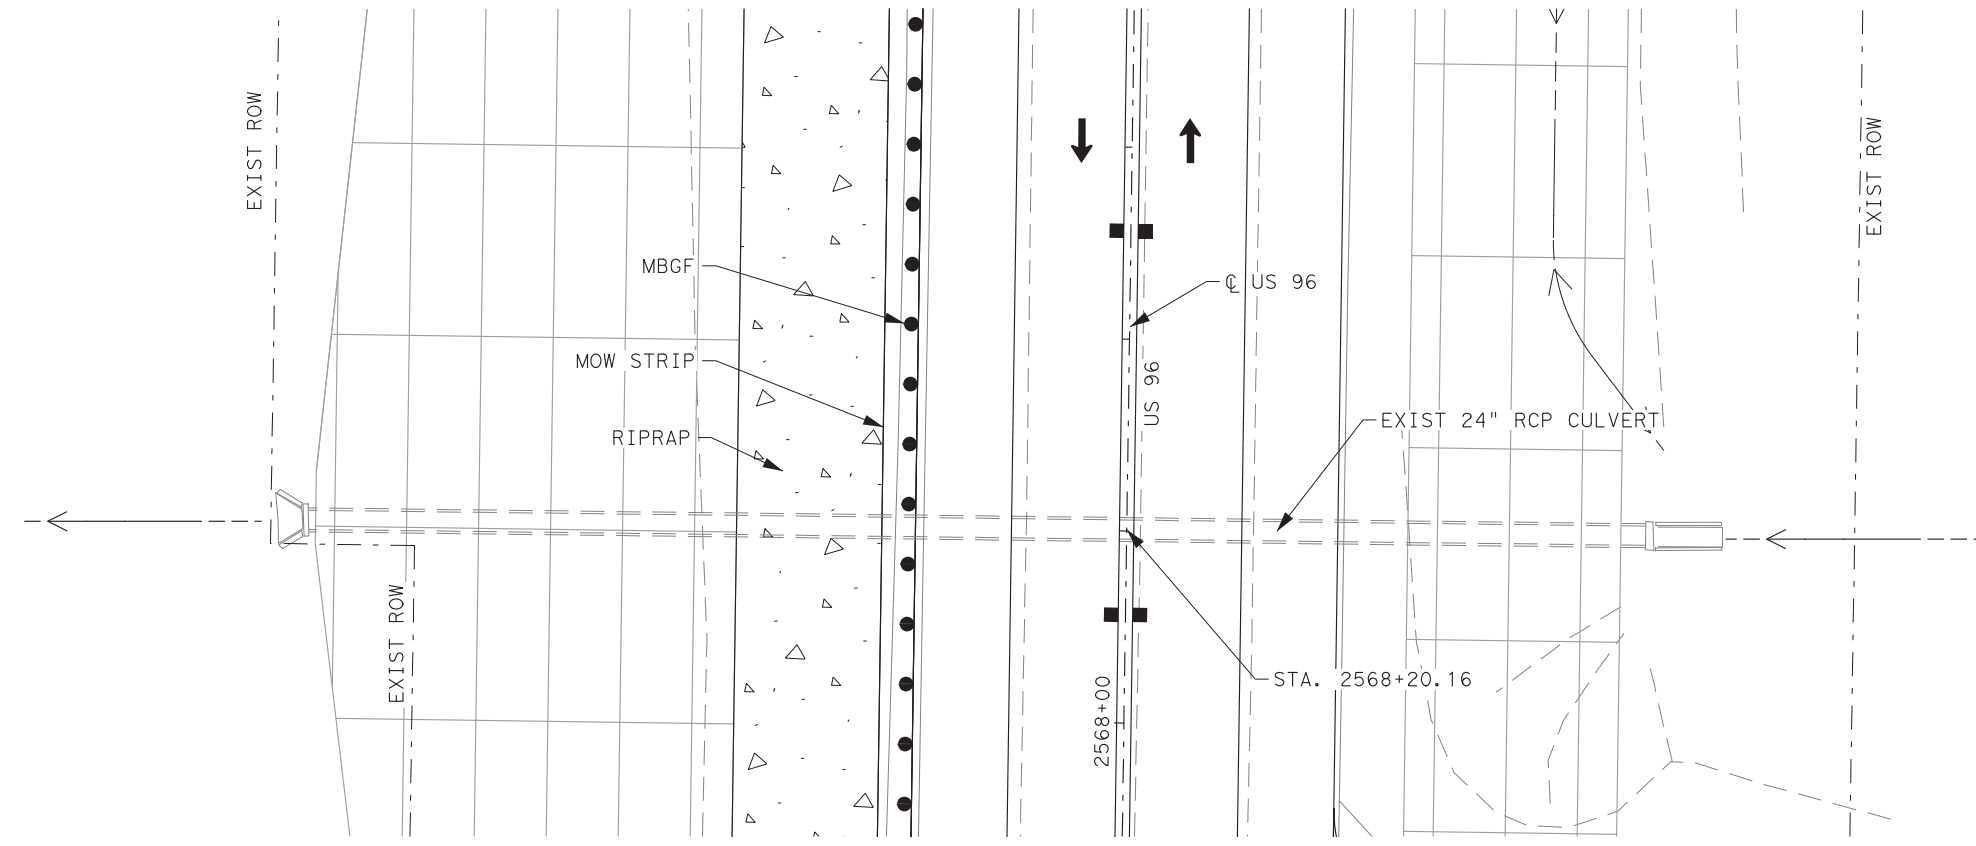 EXIST ROW
EXIST ROW
MBGF
℄ US 96
MOW STRIP
US 96
EXIST 24" RCP CULVERT
RIPRAP
EXIST ROW
STA. 2568+20.16
2568+00